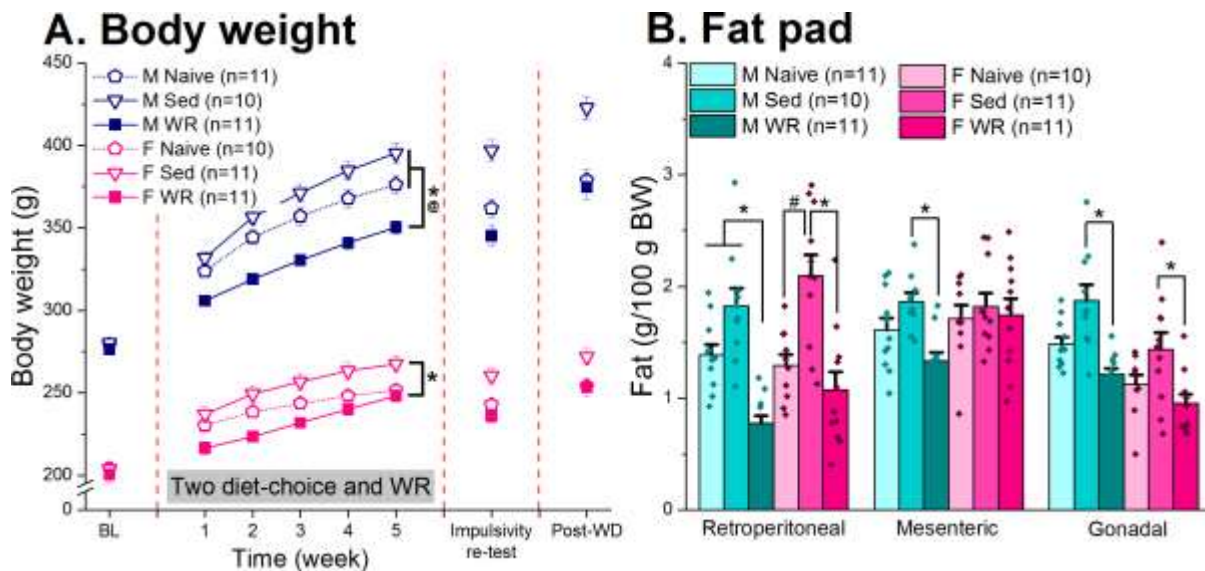 A. Body weight
450
400
350
300
250
200
0
Body weight (g)
M Naive (n=11)
M Sed (n=10)
M WR (n=11)
F Naive (n=10)
F Sed (n=11)
F WR (n=11)
*
@
*
Two diet-choice and WR
BL
1
2
3
4
5
Impulsivity
re-test
Post-WD
Time (week)
B. Fat pad
4
3
2
1
0
Fat (g/100 g BW)
M Naive (n=11)
M Sed (n=10)
M WR (n=11)
F Naive (n=10)
F Sed (n=11)
F WR (n=11)
*
#
*
*
*
*
Retroperitoneal
Mesenteric
Gonadal